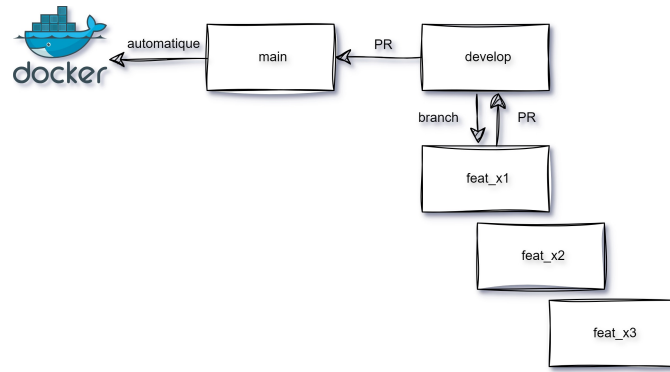 docker
automatique
main
PR
develop
branch
PR
feat_x1
feat_x2
feat_x3